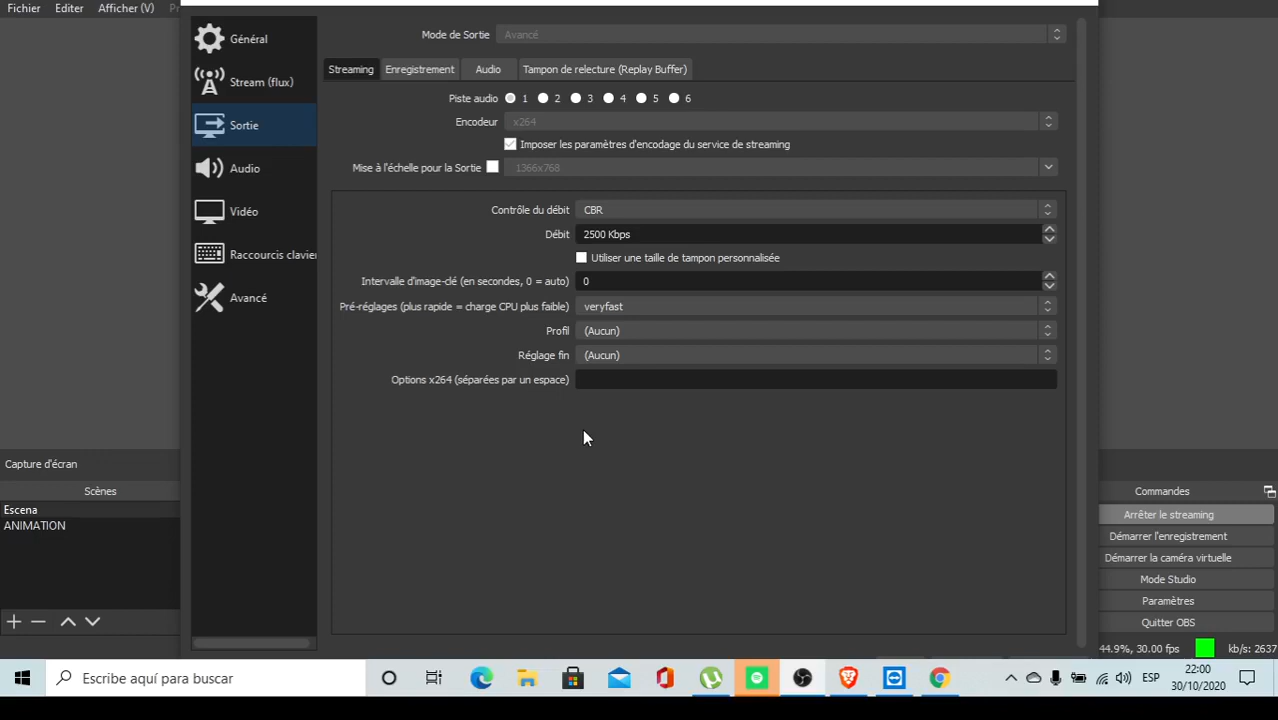 Fichier Editer Afficher (V)
Général
Stream (flux)
Sortie
Audio
Vidéo
Raccourcis clavier
Avancé
Mode de Sortie Avancé
Streaming Enregistrement Audio Tampon de relecture (Replay Buffer)
Piste audio 1 2 3 4 5 6
Encodeur x264
Imposer les paramètres d'encodage du service de streaming
Mise à l'échelle pour la Sortie 1366x768
Contrôle du débit CBR
Débit 2500 Kbps
Utiliser une taille de tampon personnalisée
Intervalle d'image-clé (en secondes, 0 = auto) 0
Pré-réglages (plus rapide = charge CPU plus faible) veryfast
Profil (Aucun)
Réglage fin (Aucun)
Options x264 (séparées par un espace)
Capture d'écran
Scènes
Escena
ANIMATION
Commandes
Arrêter le streaming
Démarrer l'enregistrement
Démarrer la caméra virtuelle
Mode Studio
Paramètres
Quitter OBS
44.9%, 30.00 fps kb/s: 2637
Escribe aquí para buscar
ESP
22:00
30/10/2020